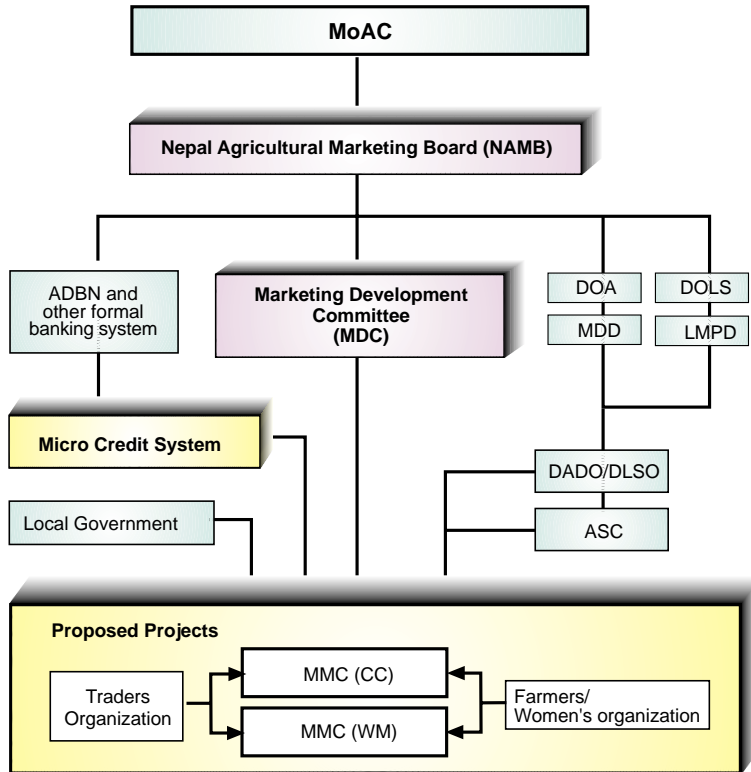 MoAC
Nepal Agricultural Marketing Board (NAMB)
ADBN and
other formal
banking system
Marketing Development
Committee
(MDC)
DOA
DOLS
MDD
LMPD
Micro Credit System
DADO/DLSO
Local Government
ASC
Proposed Projects
Traders
Organization
MMC (CC)
MMC (WM)
Farmers/
Women's organization